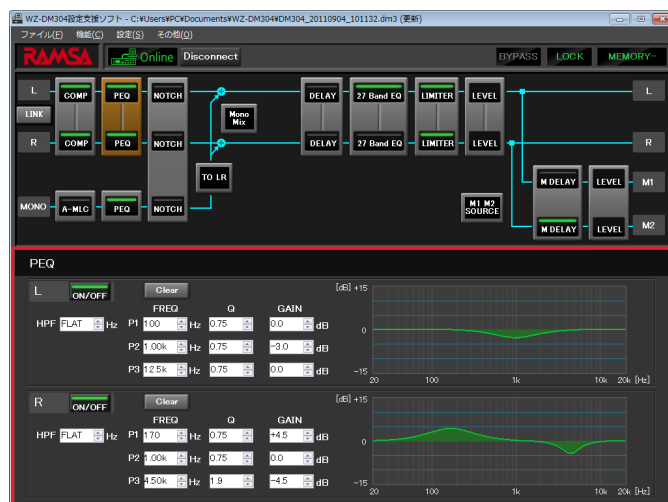 WZ-DM304設定支援ソフト - C:¥Users¥PC¥Documents¥WZ-DM304¥DM304_20110904_101132.dm3 (更新)
ファイル(F) 機能(C) 設定(S) その他(O)
RAMSA Online Disconnect BYPASS LOCK MEMORY-
L COMP PEQ NOTCH DELAY 27 Band EQ LIMITER LEVEL L
LINK Mono Mix
R COMP PEQ NOTCH DELAY 27 Band EQ LIMITER LEVEL R
TO LR M DELAY LEVEL M1
MONO A-MLC PEQ NOTCH M1 M2 SOURCE
M DELAY LEVEL M2
PEQ
L ON/OFF Clear [dB] +15
FREQ Q GAIN
HPF FLAT Hz P1 100 Hz 0.75 0.0 dB 0
P2 1.00k Hz 0.75 -3.0 dB
P3 12.5k Hz 0.75 0.0 dB -15
20 100 1k 10k 20k [Hz]
R ON/OFF Clear [dB] +15
FREQ Q GAIN
HPF FLAT Hz P1 170 Hz 0.75 +4.5 dB 0
P2 1.00k Hz 0.75 0.0 dB
P3 4.50k Hz 1.9 -4.5 dB -15
20 100 1k 10k 20k [Hz]